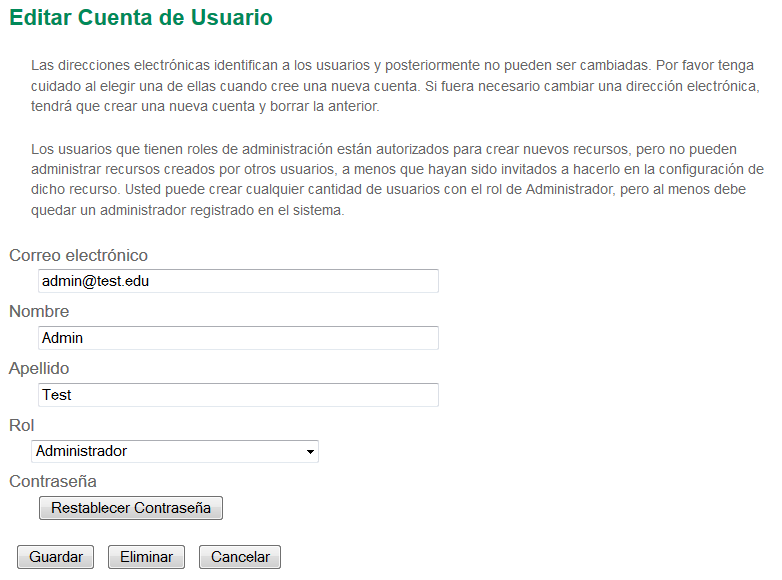 Editar Cuenta de Usuario
Las direcciones electrónicas identifican a los usuarios y posteriormente no pueden ser cambiadas. Por favor tenga
cuidado al elegir una de ellas cuando cree una nueva cuenta. Si fuera necesario cambiar una dirección electrónica,
tendrá que crear una nueva cuenta y borrar la anterior.
Los usuarios que tienen roles de administración están autorizados para crear nuevos recursos, pero no pueden
administrar recursos creados por otros usuarios, a menos que hayan sido invitados a hacerlo en la configuración de
dicho recurso. Usted puede crear cualquier cantidad de usuarios con el rol de Administrador, pero al menos debe
quedar un administrador registrado en el sistema.
Correo electrónico
admin@test.edu
Nombre
Admin
Apellido
Test
Rol
Administrador
Contraseña
Restablecer Contraseña
Guardar Eliminar Cancelar